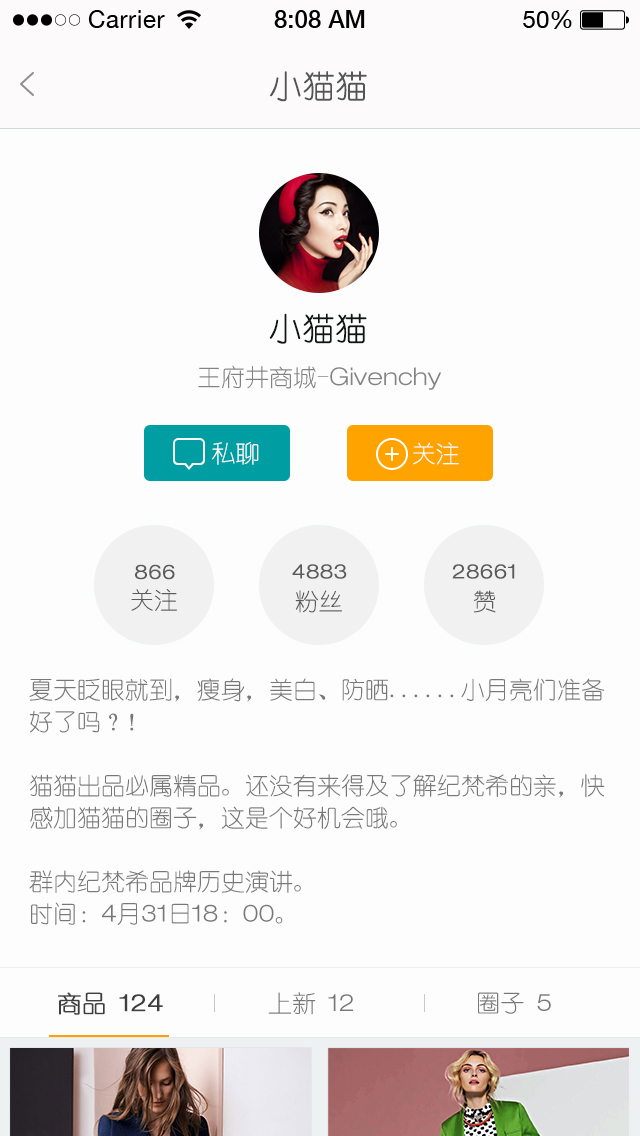 Carrier 8:08 AM 50%
小猫猫
小猫猫
王府井商城-Givenchy
私聊 关注
866 4883 28661
关注 粉丝 赞
夏天眨眼就到，瘦身，美白、防晒......小月亮们准备
好了吗？！
猫猫出品必属精品。还没有来得及了解纪梵希的亲，快
感加猫猫的圈子，这是个好机会哦。
群内纪梵希品牌历史演讲。
时间：4月31日18：00。
商品 124 上新 12 圈子 5